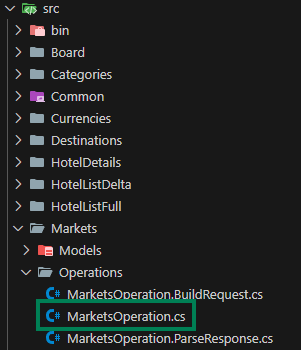 src
bin
Board
Categories
Common
Currencies
Destinations
HotelDetails
HotelListDelta
HotelListFull
Markets
Models
Operations
C# MarketsOperation.BuildRequest.cs
C# MarketsOperation.cs
C# MarketsOperation.ParseResponse.cs